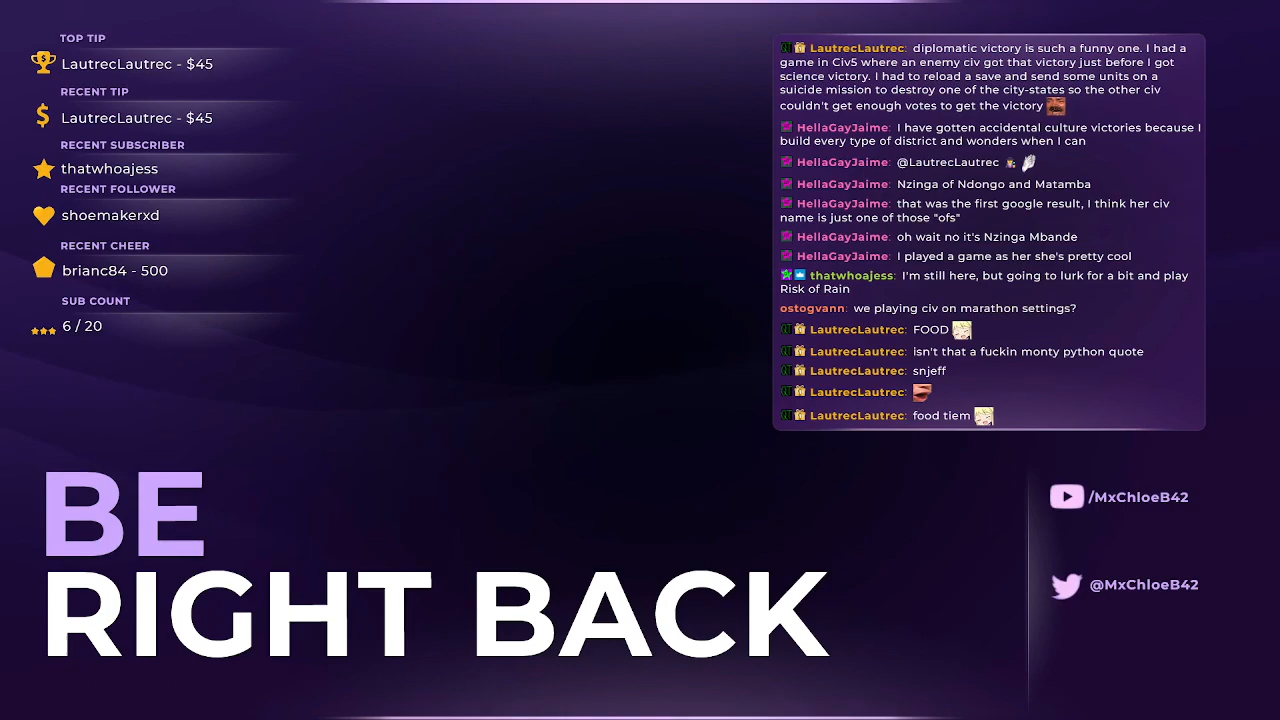 TOP TIP
LautrecLautrec - $45
RECENT TIP
LautrecLautrec - $45
RECENT SUBSCRIBER
thatwhoajess
RECENT FOLLOWER
shoemakerxd
RECENT CHEER
brianc84 - 500
SUB COUNT
6 / 20
LautrecLautrec: diplomatic victory is such a funny one. I had a
game in Civ5 where an enemy civ got that victory just before I got
science victory. I had to reload a save and send some units on a
suicide mission to destroy one of the city-states so the other civ
couldn't get enough votes to get the victory
HellaGayJaime: I have gotten accidental culture victories because I
build every type of district and wonders when I can
HellaGayJaime: @LautrecLautrec
HellaGayJaime: Nzinga of Ndongo and Matamba
HellaGayJaime: that was the first google result, I think her civ
name is just one of those "ofs"
HellaGayJaime: oh wait no it's Nzinga Mbande
HellaGayJaime: I played a game as her she's pretty cool
thatwhoajess: I'm still here, but going to lurk for a bit and play
Risk of Rain
ostogvann: we playing civ on marathon settings?
LautrecLautrec: FOOD
LautrecLautrec: isn't that a fuckin monty python quote
LautrecLautrec: snjeff
LautrecLautrec:
LautrecLautrec: food tiem
BE
RIGHT BACK
/MxChloeB42
@MxChloeB42